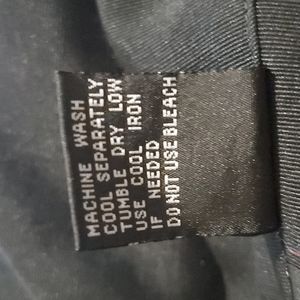 MACHINE WASH
COOL SEPARATELY
TUMBLE DRY LOW
USE COOL IRON
IF NEEDED
DO NOT USE BLEACH